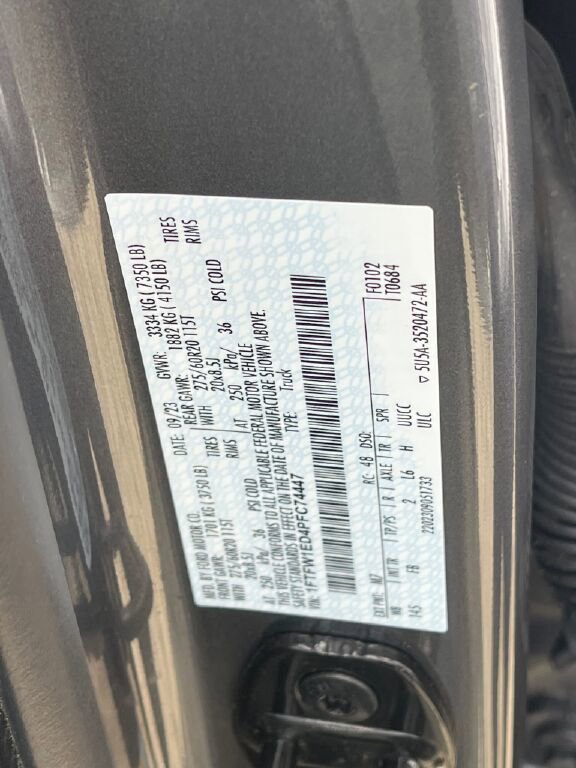 MFD. BY FORD MOTOR CO. DATE: 09/23 GVWR: 3334 KG (7350 LB)
FRONT GAWR: 1701 KG (3750 LB) REAR GAWR: 1882 KG (4150 LB)
WITH 275/60R20 115T TIRES WITH 275/60R20 115T TIRES
20x8.5J RIMS 20x8.5J RIMS
AT 250 kPa/ 36 PSI COLD AT 250 kPa/ 36 PSI COLD
THIS VEHICLE CONFORMS TO ALL APPLICABLE FEDERAL MOTOR VEHICLE
SAFETY STANDARDS IN EFFECT ON THE DATE OF MANUFACTURE SHOWN ABOVE.
VIN: 1FTFW1ED4PFC74447 TYPE: Truck
F0102
T0684
EXT PNT: RC: 48 DSO:
WB INT TR TP/PS R AXLE TR SPR
145 FB 2 L6 H UUCC
2202309051733 ULC ▽ 5U5A-3520472-AA